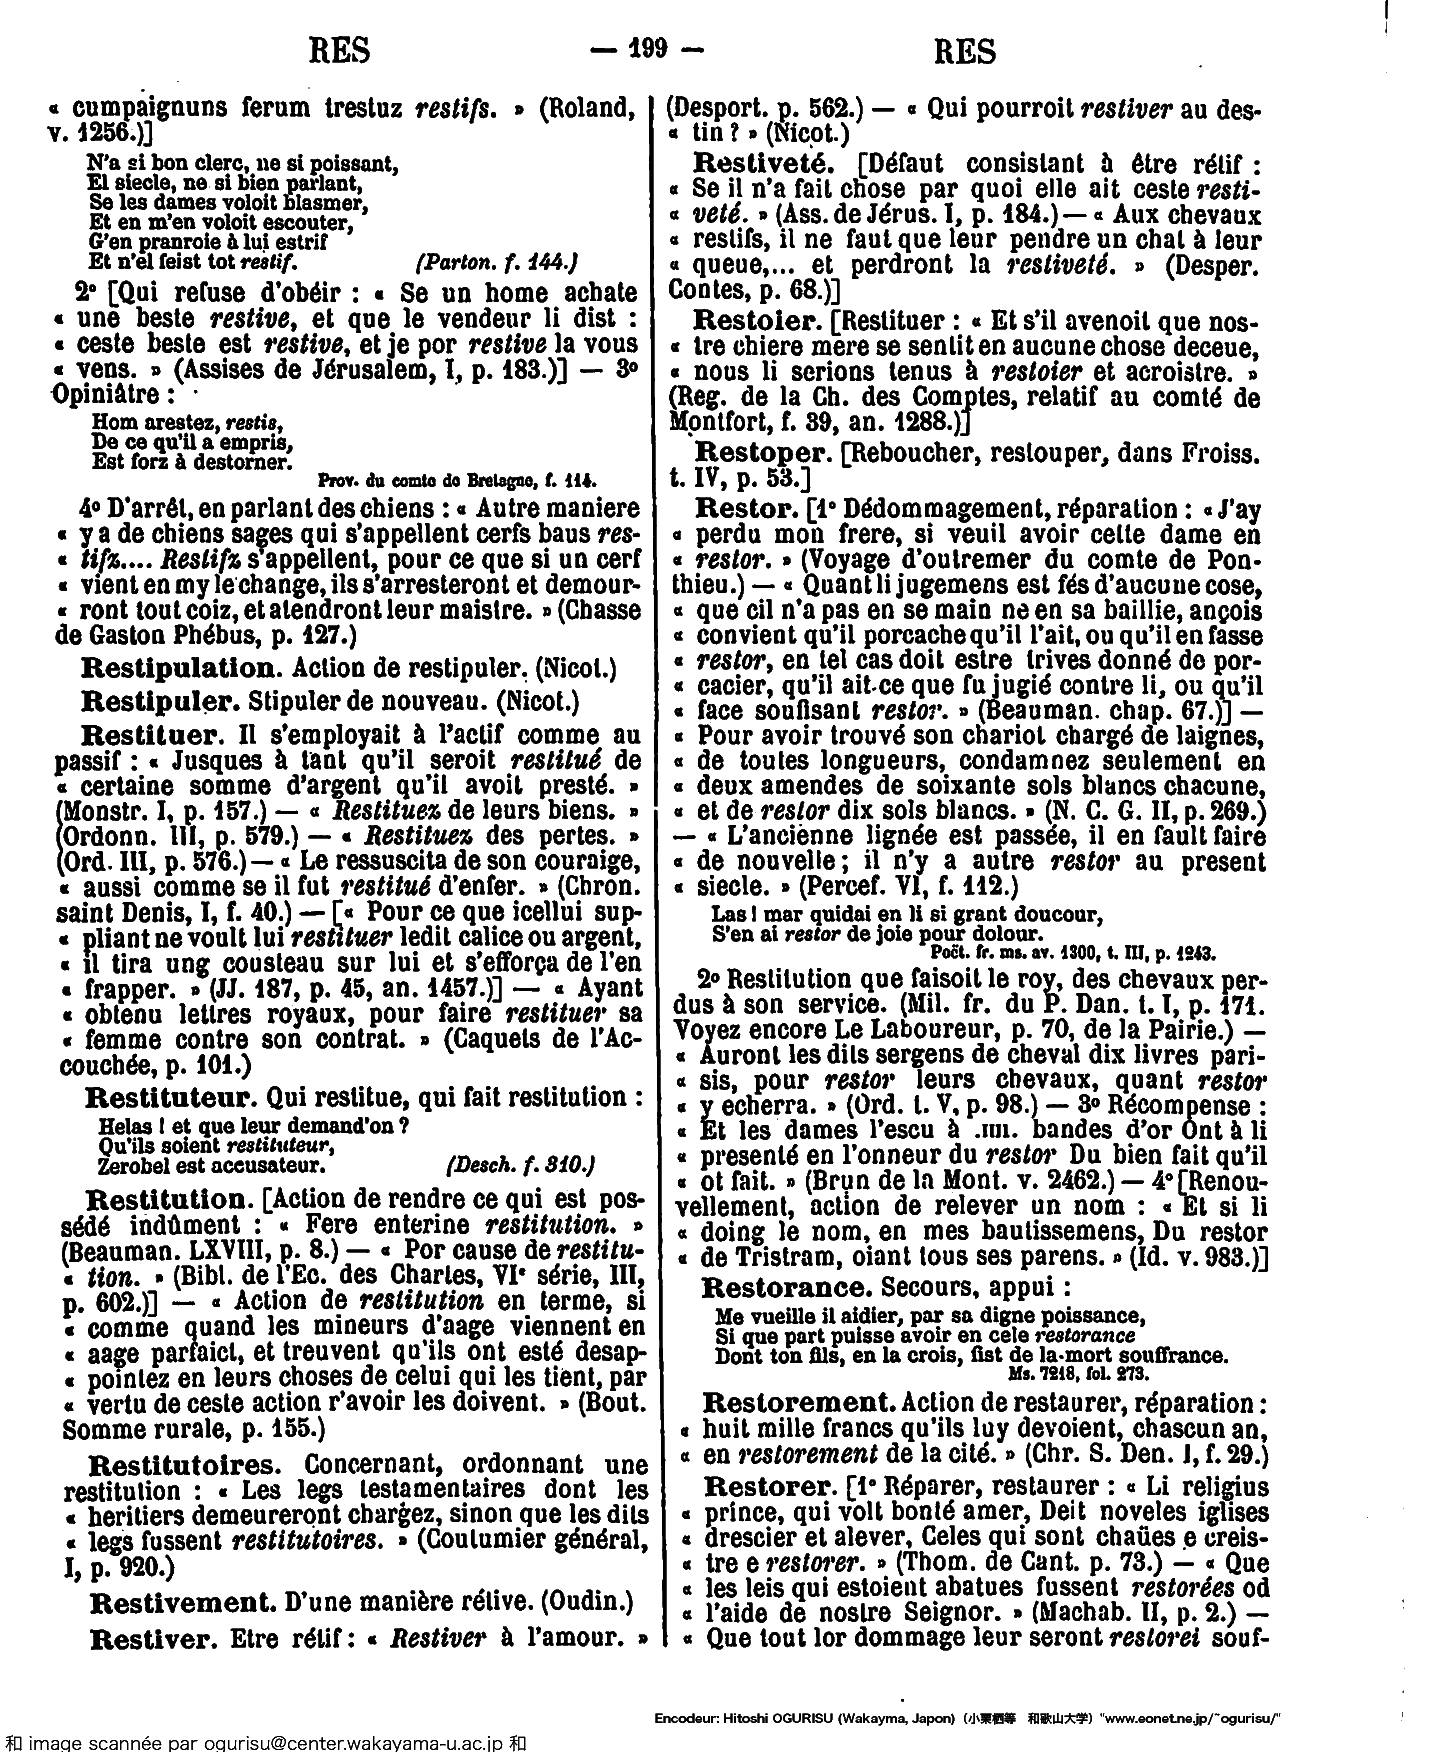 RES
— 199 —
RES
« cumpaignuns ferum trestuz restifs. » (Roland,
v. 1256.)]
N'a si bon clerc, ne si poissant,
El siecle, ne si bien parlant,
Se les dames voloit blasmer,
Et en m'en voloit escouter,
G'en pranroie à lui estrif
Et n'el feist tot restif. (Parton. f. 144.)
2º [Qui refuse d'obéir : « Se un home achate
« une beste restive, et que le vendeur li dist :
« ceste beste est restive, et je por restive la vous
« vens. » (Assises de Jérusalem, I, p. 183.)] — 3º
Opiniâtre :
Hom arestez, restis,
De ce qu'il a empris,
Est forz à destorner.
Prov. du comte de Bretagne, f. 114.
4º D'arrêt, en parlant des chiens : « Autre maniere
« y a de chiens sages qui s'appellent cerfs baus res-
« tifz.... Restifz s'appellent, pour ce que si un cerf
« vient en my le change, ils s'arresteront et demour-
« ront tout coiz, et atendront leur maistre. » (Chasse
de Gaston Phébus, p. 127.)
Restipulation. Action de restipuler. (Nicot.)
Restipuler. Stipuler de nouveau. (Nicot.)
Restituer. Il s'employait à l'actif comme au
passif : « Jusques à tant qu'il seroit restitué de
« certaine somme d'argent qu'il avoit presté. »
(Monstr. I, p. 157.) — « Restituez de leurs biens. »
(Ordonn. III, p. 579.) — « Restituez des pertes. »
(Ord. III, p. 576.) — « Le ressuscita de son couraige,
« aussi comme se il fut restitué d'enfer. » (Chron.
saint Denis, I, f. 40.) — [« Pour ce que icellui sup-
« pliant ne voult lui restituer ledit calice ou argent,
« il tira ung cousteau sur lui et s'efforça de l'en
« frapper. » (JJ. 187, p. 45, an. 1457.)] — « Ayant
« obtenu lettres royaux, pour faire restituer sa
« femme contre son contrat. » (Caquets de l'Ac-
couchée, p. 101.)
Restituteur. Qui restitue, qui fait restitution :
Helas ! et que leur demand'on ?
Qu'ils soient restituteur,
Zerobel est accusateur. (Desch. f. 310.)
Restitution. [Action de rendre ce qui est pos-
sédé indûment : « Fere enterine restitution. »
(Beauman. LXVIII, p. 8.) — « Por cause de restitu-
« tion. » (Bibl. de l'Ec. des Chartes, VIe série, III,
p. 602.)] — « Action de restitution en terme, si
« comme quand les mineurs d'aage viennent en
« aage parfaict, et treuvent qu'ils ont esté desap-
« pointez en leurs choses de celui qui les tient, par
« vertu de ceste action r'avoir les doivent. » (Bout.
Somme rurale, p. 155.)
Restitutoires. Concernant, ordonnant une
restitution : « Les legs testamentaires dont les
« heritiers demeureront chargez, sinon que les dits
« legs fussent restitutoires. » (Coutumier général,
I, p. 920.)
Restivement. D'une manière rétive. (Oudin.)
Restiver. Etre rétif : « Restiver à l'amour. »
(Desport. p. 562.) — « Qui pourroit restiver au des-
« tin ? » (Nicot.)
Restiveté. [Défaut consistant à être rétif :
« Se il n'a fait chose par quoi elle ait ceste resti-
« veté. » (Ass. de Jérus. I, p. 184.) — « Aux chevaux
« restifs, il ne faut que leur pendre un chat à leur
« queue,... et perdront la restiveté. » (Desper.
Contes, p. 68.)]
Restoier. [Restituer : « Et s'il avenoit que nos-
« tre chiere mere se sentit en aucune chose deceue,
« nous li serions tenus à restoier et acroistre. »
(Reg. de la Ch. des Comptes, relatif au comté de
Montfort, f. 39, an. 1288.)]
Restoper. [Reboucher, restouper, dans Froiss.
t. IV, p. 53.]
Restor. [1º Dédommagement, réparation : « J'ay
« perdu mon frere, si veuil avoir cette dame en
« restor. » (Voyage d'outremer du comte de Pon-
thieu.) — « Quant li jugemens est fés d'aucune cose,
« que cil n'a pas en se main ne en sa baillie, ançois
« convient qu'il porcache qu'il l'ait, ou qu'il en fasse
« restor, en tel cas doit estre trives donné de por-
« cacier, qu'il ait ce que fu jugié contre li, ou qu'il
« face soufisant restor. » (Beauman. chap. 67.)] —
« Pour avoir trouvé son chariot chargé de laignes,
« de toutes longueurs, condamnez seulement en
« deux amendes de soixante sols blancs chacune,
« et de restor dix sols blancs. » (N. C. G. II, p. 269.)
— « L'ancienne lignée est passée, il en fault faire
« de nouvelle ; il n'y a autre restor au present
« siecle. » (Percef. VI, f. 112.)
Las ! mar quidai en li si grant doucour,
S'en ai restor de joie pour dolour.
Poët. fr. ms. av. 1300, t. III, p. 1243.
2º Restitution que faisoit le roy, des chevaux per-
dus à son service. (Mil. fr. du P. Dan. t. I, p. 171.
Voyez encore Le Laboureur, p. 70, de la Pairie.) —
« Auront les dits sergens de cheval dix livres pari-
« sis, pour restor leurs chevaux, quant restor
« y echerra. » (Ord. t. V, p. 98.) — 3º Récompense :
« Et les dames l'escu à .IIII. bandes d'or Ont à li
« presenté en l'onneur du restor Du bien fait qu'il
« ot fait. » (Brun de la Mont. v. 2462.) — 4º [Renou-
vellement, action de relever un nom : « Et si li
« doing le nom, en mes bautissemens, Du restor
« de Tristram, oiant tous ses parens. » (Id. v. 983.)]
Restorance. Secours, appui :
Me vueille il aidier, par sa digne poissance,
Si que part puisse avoir en cele restorance
Dont ton fils, en la crois, fist de la mort souffrance.
Ms. 7218, fol. 273.
Restorement. Action de restaurer, réparation :
« huit mille francs qu'ils luy devoient, chascun an,
« en restorement de la cité. » (Chr. S. Den. I, f. 29.)
Restorer. [1º Réparer, restaurer : « Li religius
« prince, qui volt bonté amer, Deit noveles iglises
« drescier et alever, Celes qui sont chaües e creis-
« tre e restorer. » (Thom. de Cant. p. 73.) — « Que
« les leis qui estoient abatues fussent restorées od
« l'aide de nostre Seignor. » (Machab. II, p. 2.) —
« Que tout lor dommage leur seront restorei souf-
Encodeur: Hitoshi OGURISU (Wakayma, Japon) (小栗栖等 和歌山大学) "www.eonet.ne.jp/~ogurisu/"
和 image scannée par ogurisu@center.wakayama-u.ac.jp 和